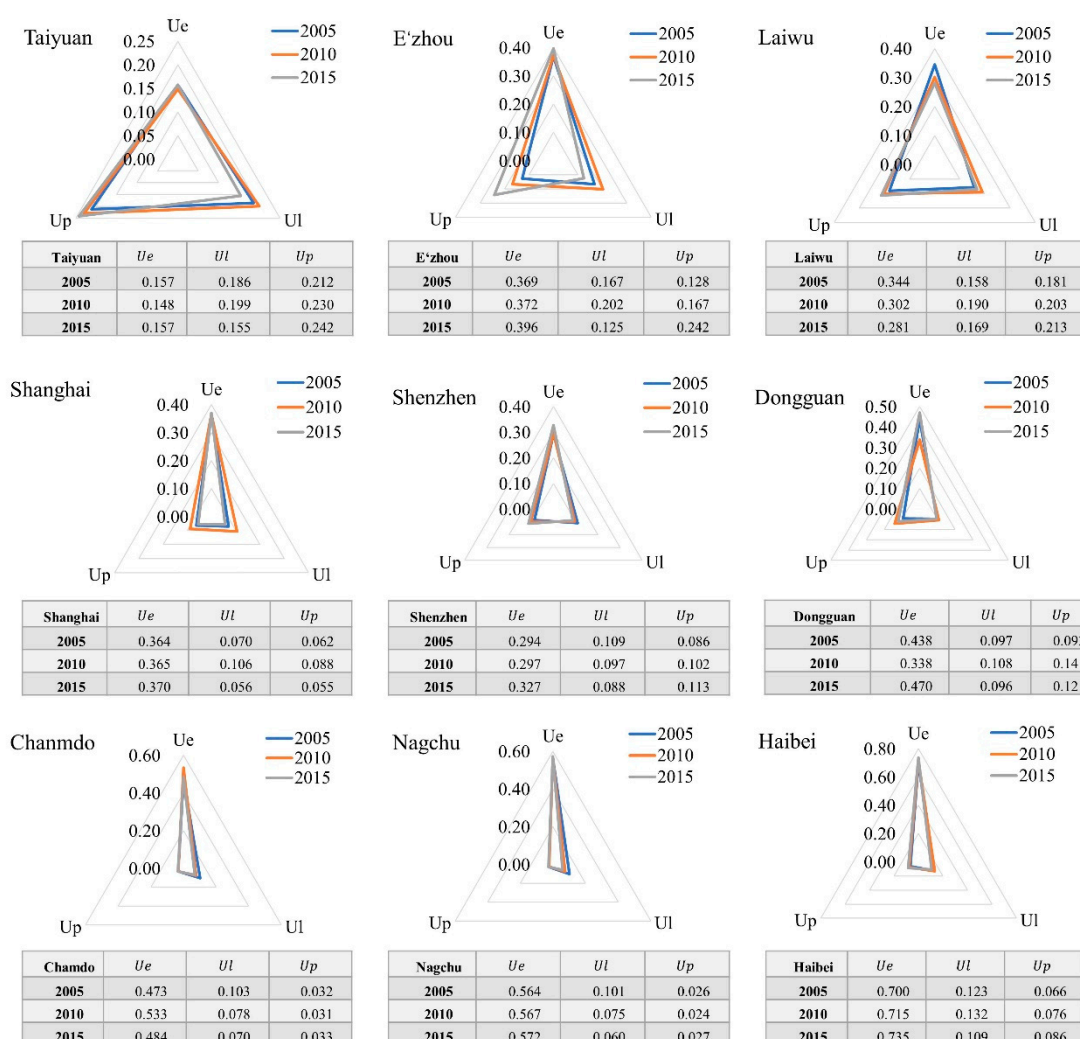 Taiyuan
Ue
0.25
0.20
0.15
0.10
0.05
0.00
Up
Ul
2005
2010
2015
E‘zhou
Ue
0.40
0.30
0.20
0.10
0.00
Up
Ul
2005
2010
2015
Laiwu
Ue
0.40
0.30
0.20
0.10
0.00
Up
Ul
2005
2010
2015
Taiyuan Ue Ul Up
2005 0.157 0.186 0.212
2010 0.148 0.199 0.230
2015 0.157 0.155 0.242
E‘zhou Ue Ul Up
2005 0.369 0.167 0.128
2010 0.372 0.202 0.167
2015 0.396 0.125 0.242
Laiwu Ue Ul Up
2005 0.344 0.158 0.181
2010 0.302 0.190 0.203
2015 0.281 0.169 0.213
Shanghai
Ue
0.40
0.30
0.20
0.10
0.00
Up
Ul
2005
2010
2015
Shenzhen
Ue
0.40
0.30
0.20
0.10
0.00
Up
Ul
2005
2010
2015
Dongguan
Ue
0.50
0.40
0.30
0.20
0.10
0.00
Up
Ul
2005
2010
2015
Shanghai Ue Ul Up
2005 0.364 0.070 0.062
2010 0.365 0.106 0.088
2015 0.370 0.056 0.055
Shenzhen Ue Ul Up
2005 0.294 0.109 0.086
2010 0.297 0.097 0.102
2015 0.327 0.088 0.113
Dongguan Ue Ul Up
2005 0.438 0.097
2010 0.338 0.108 0.14
2015 0.470 0.096 0.12
Chanmdo
Ue
0.60
0.40
0.20
0.00
Up
Ul
2005
2010
2015
Nagchu
Ue
0.60
0.40
0.20
0.00
Up
Ul
2005
2010
2015
Haibei
Ue
0.80
0.60
0.40
0.20
0.00
Up
Ul
2005
2010
2015
Chamdo Ue Ul Up
2005 0.473 0.103 0.032
2010 0.533 0.078 0.031
2015 0.484 0.070 0.033
Nagchu Ue Ul Up
2005 0.564 0.101 0.026
2010 0.567 0.075 0.024
2015 0.572 0.060 0.027
Haibei Ue Ul Up
2005 0.700 0.123 0.066
2010 0.715 0.132 0.076
2015 0.735 0.109 0.086